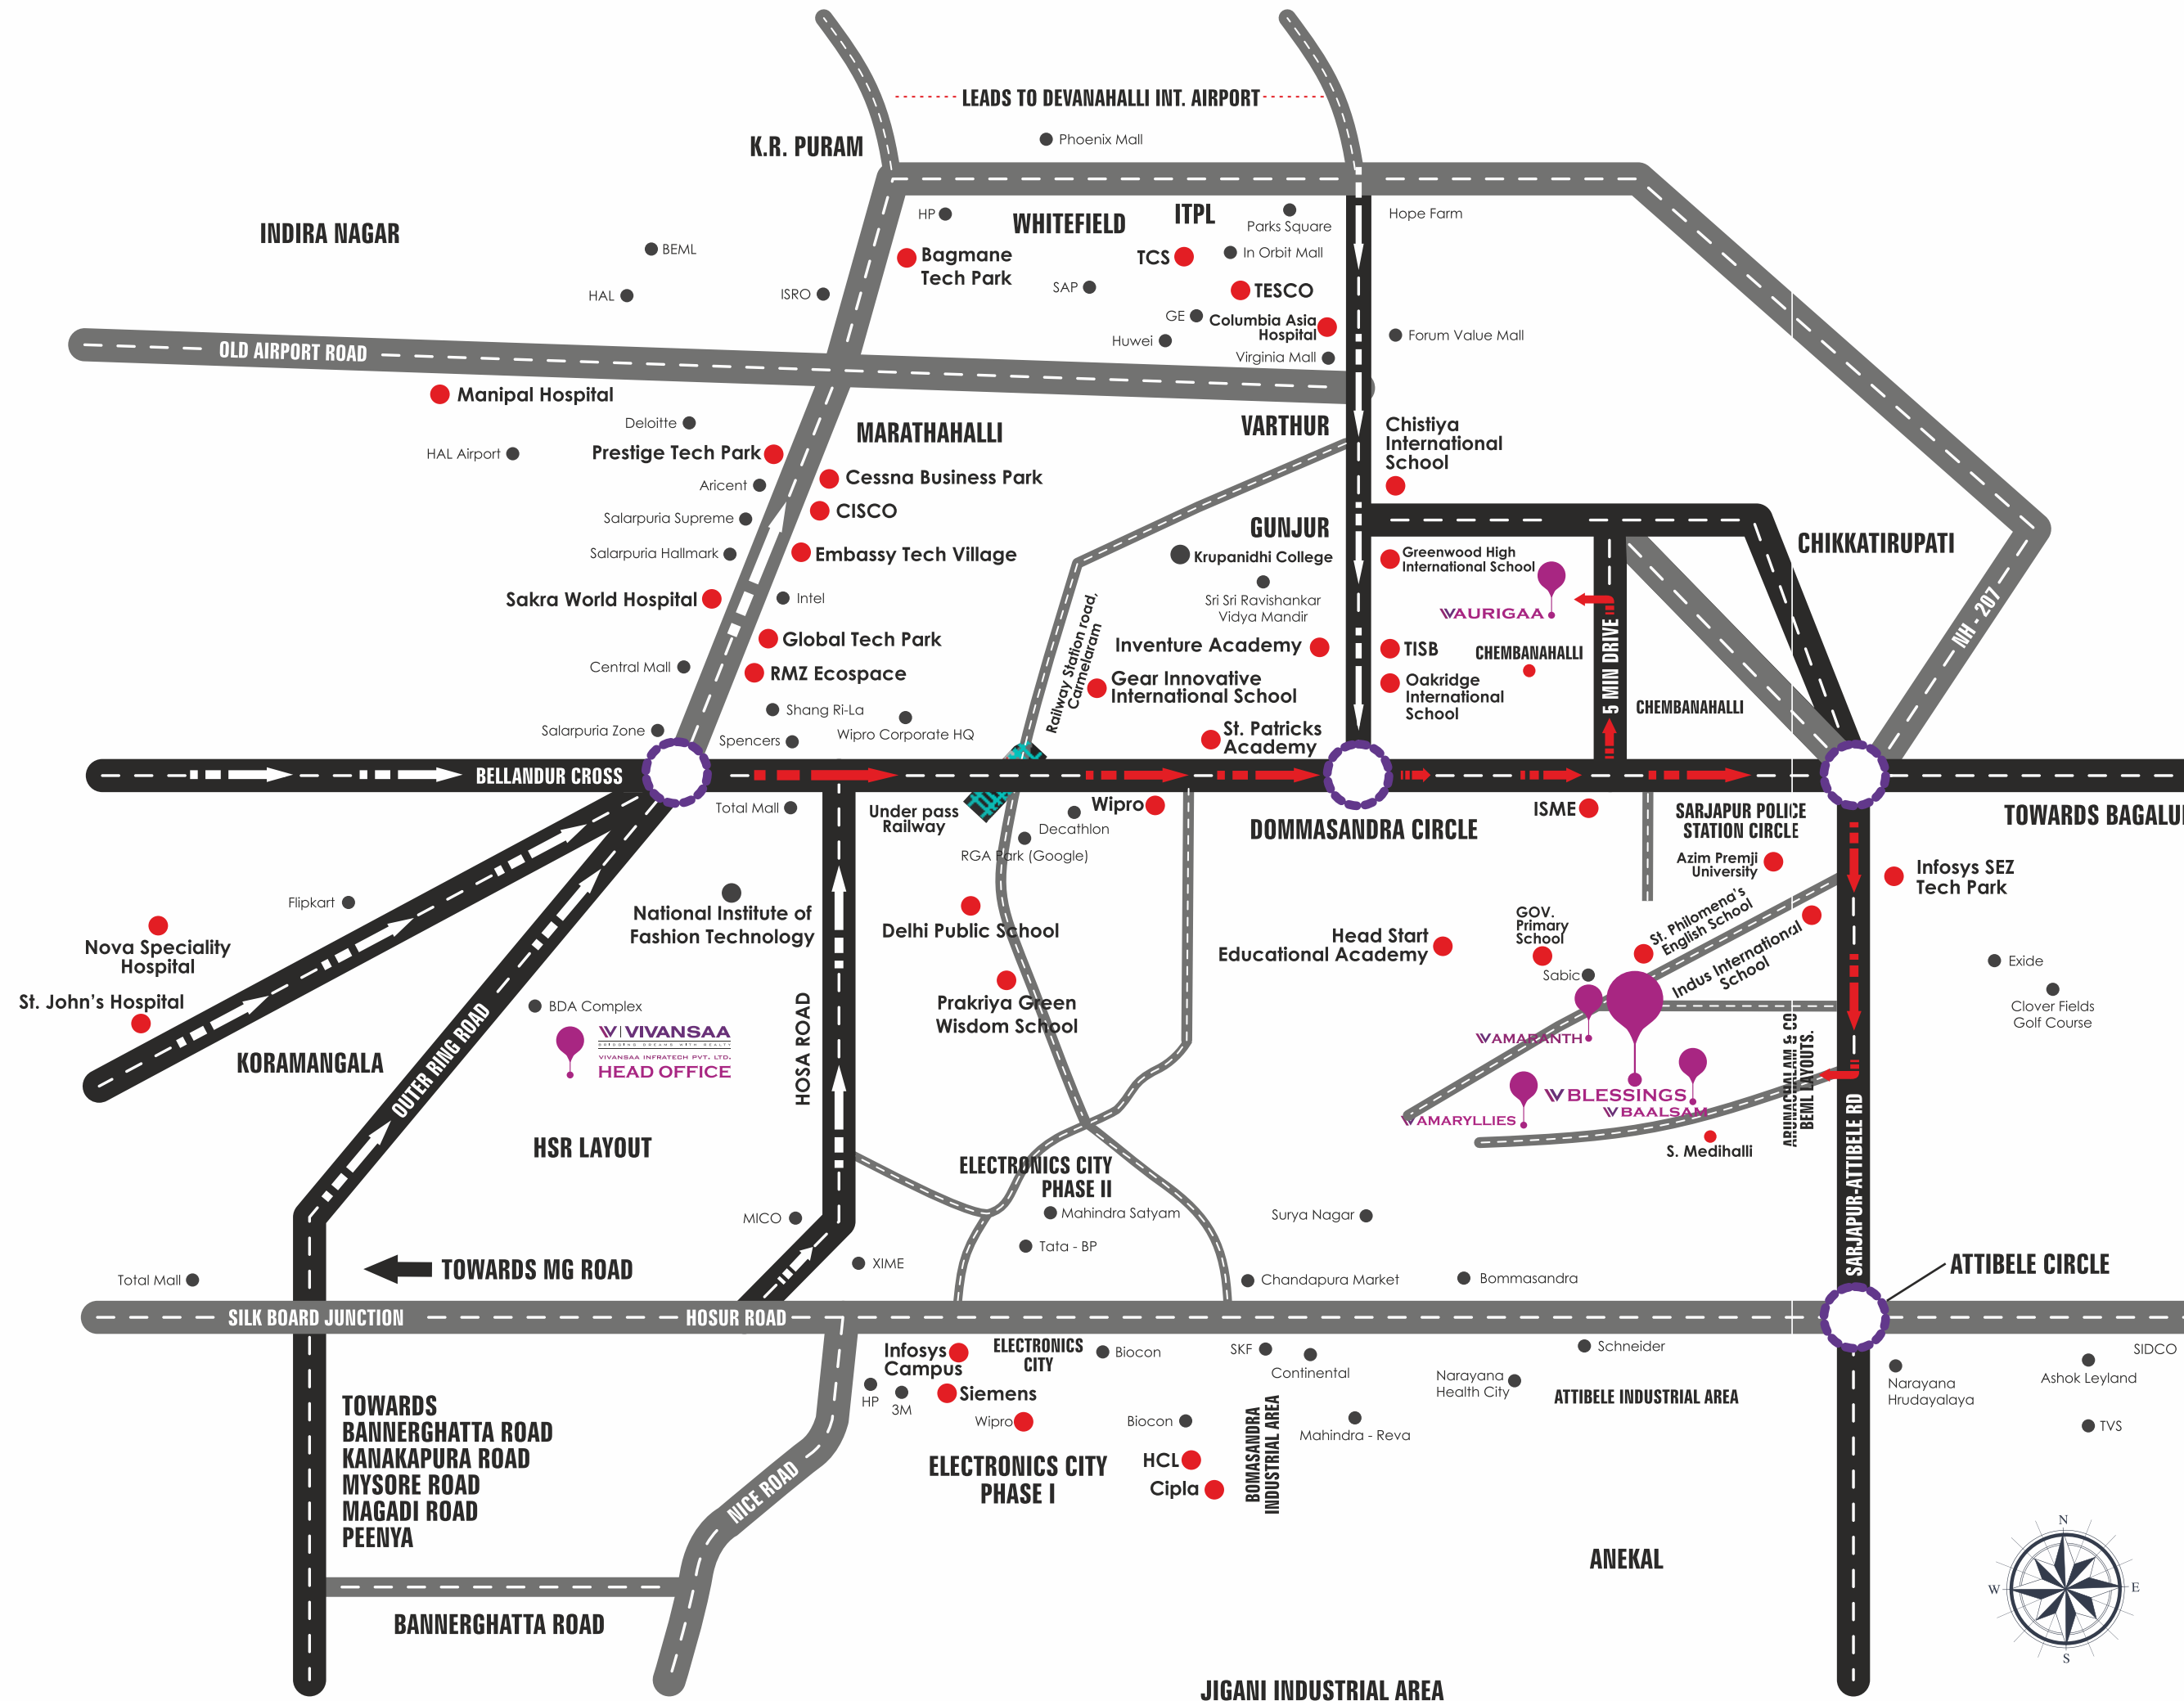 LEADS TO DEVANAHALLI INT. AIRPORT
K.R. PURAM
Phoenix Mall
INDIRA NAGAR
HP
WHITEFIELD
ITPL
Parks Square
Hope Farm
BEML
Bagmane
Tech Park
TCS
In Orbit Mall
HAL
ISRO
SAP
TESCO
GE
Columbia Asia
Hospital
Huwei
Virginia Mall
Forum Value Mall
OLD AIRPORT ROAD
Manipal Hospital
Deloitte
MARATHAHALLI
VARTHUR
Chistiya
International
School
HAL Airport
Prestige Tech Park
Cessna Business Park
Aricent
CISCO
Salarpuria Supreme
GUNJUR
CHIKKATIRUPATI
Salarpuria Hallmark
Embassy Tech Village
Krupanidhi College
Greenwood High
International School
Sakra World Hospital
Intel
Sri Sri Ravishankar
Vidya Mandir
VAURIGAA
NH - 207
Railway Station road,
Carmelaram
5 MIN DRIVE
Global Tech Park
Inventure Academy
TISB
CHEMBANAHALLI
Central Mall
RMZ Ecospace
Gear Innovative
International School
Oakridge
International
School
CHEMBANAHALLI
Shang Ri-La
Salarpuria Zone
Spencers
Wipro Corporate HQ
St. Patricks
Academy
BELLANDUR CROSS
Total Mall
Under pass
Railway
Decathlon
Wipro
RGA Park (Google)
DOMMASANDRA CIRCLE
ISME
SARJAPUR POLICE
STATION CIRCLE
TOWARDS BAGALU
Azim Premji
University
Infosys SEZ
Tech Park
Flipkart
National Institute of
Fashion Technology
Delhi Public School
Nova Speciality
Hospital
Head Start
Educational Academy
GOV.
Primary
School
St. Philomena's
English School
Indus International
School
Sabic
Exide
St. John's Hospital
BDA Complex
Prakriya Green
Wisdom School
Clover Fields
Golf Course
VIVANSAA
VIVANSAA INFRATECH PVT. LTD.
HEAD OFFICE
KORAMANGALA
OUTER RING ROAD
HOSA ROAD
VAMARANTH
ARUNACHALAM & CO
BEML LAYOUTS.
VBLESSINGS
VBAALSAM
VAMARYLLIES
S. Medihalli
HSR LAYOUT
ELECTRONICS CITY
PHASE II
SARJAPUR-ATTIBELE RD
MICO
Mahindra Satyam
Surya Nagar
Tata - BP
XIME
TOWARDS MG ROAD
Total Mall
Chandapura Market
Bommasandra
ATTIBELE CIRCLE
SILK BOARD JUNCTION
HOSUR ROAD
Infosys
Campus
ELECTRONICS
CITY
Biocon
SKF
Continental
Schneider
SIDCO
HP
3M
Siemens
Narayana
Health City
ATTIBELE INDUSTRIAL AREA
Narayana
Hrudayalaya
Ashok Leyland
Wipro
Biocon
BOMASANDRA
INDUSTRIAL AREA
Mahindra - Reva
TVS
TOWARDS
BANNERGHATTA ROAD
KANAKAPURA ROAD
MYSORE ROAD
MAGADI ROAD
PEENYA
NICE ROAD
ELECTRONICS CITY
PHASE I
HCL
Cipla
ANEKAL
N
W
E
S
BANNERGHATTA ROAD
JIGANI INDUSTRIAL AREA